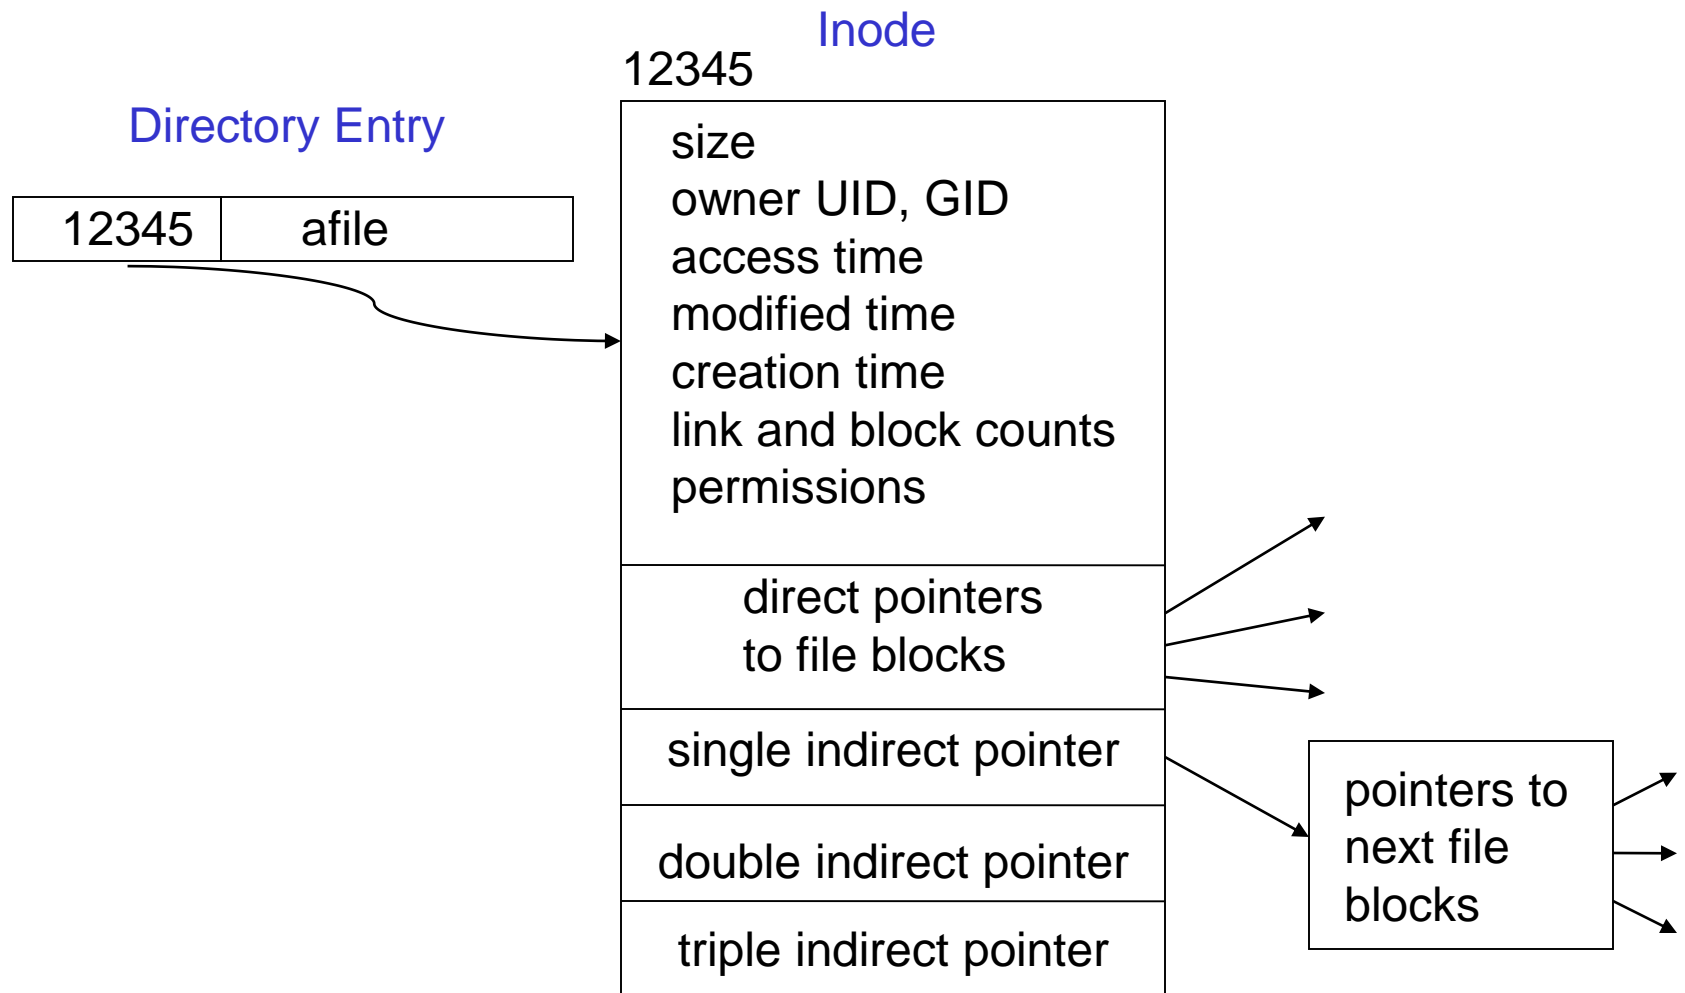 Inode
12345
Directory Entry
12345 afile
size
owner UID, GID
access time
modified time
creation time
link and block counts
permissions
direct pointers
to file blocks
single indirect pointer
double indirect pointer
triple indirect pointer
pointers to
next file
blocks